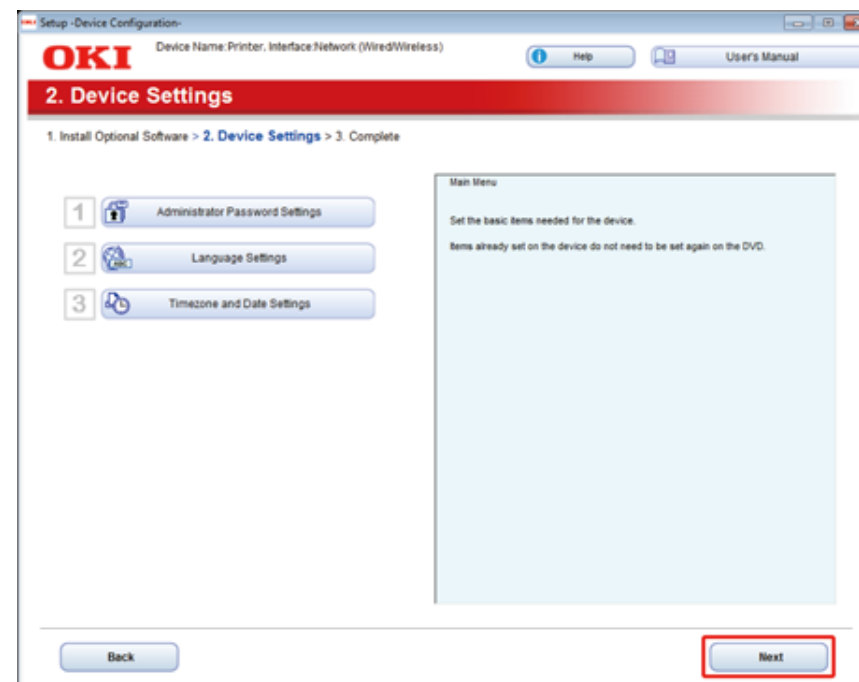 Setup -Device Configuration-
OKI
Device Name:Printer. Interface:Network (Wired/Wireless)
Help
User's Manual
2. Device Settings
1. Install Optional Software > 2. Device Settings > 3. Complete
1 Administrator Password Settings
2 Language Settings
3 Timezone and Date Settings
Main Menu
Set the basic items needed for the device.
Items already set on the device do not need to be set again on the DVD.
Back
Next